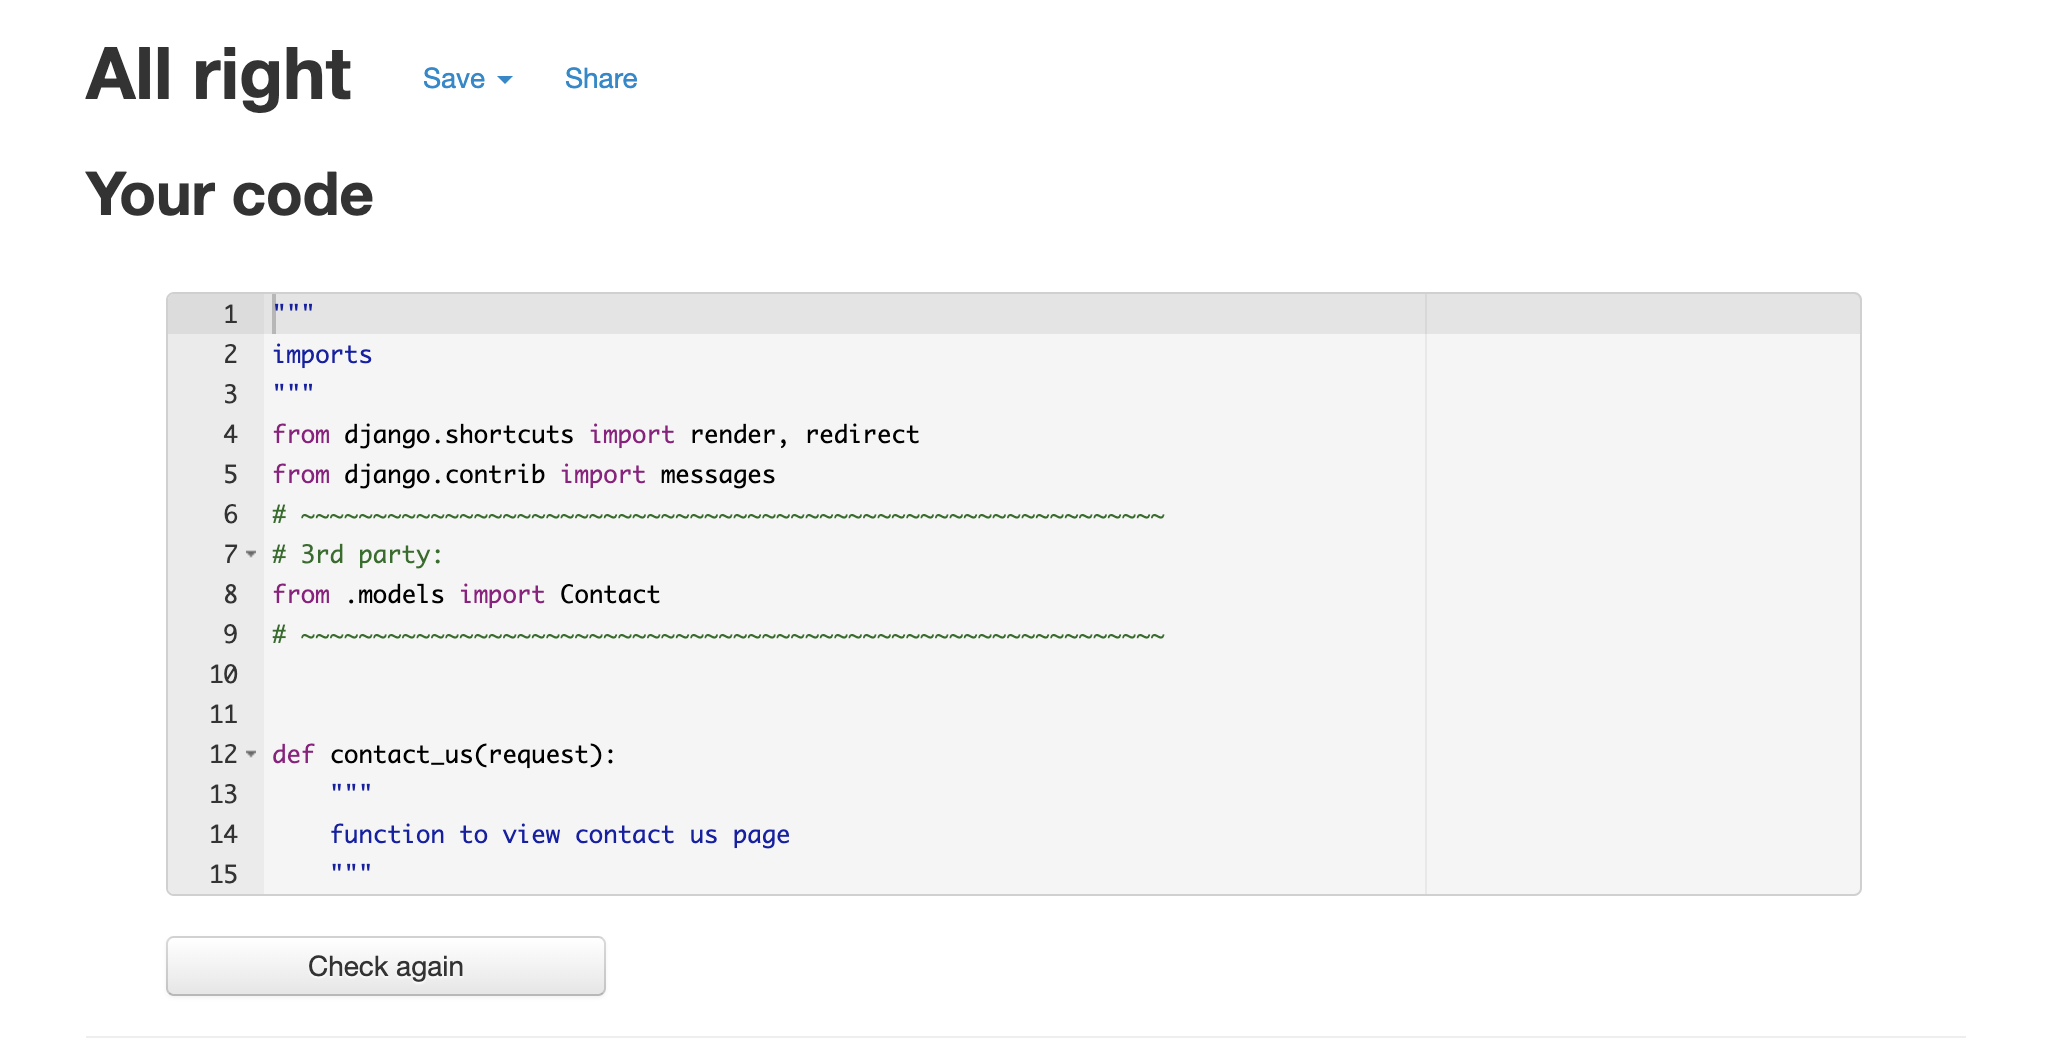 All right Save Share
Your code
1 """
2 imports
3 """
4 from django.shortcuts import render, redirect
5 from django.contrib import messages
6 # ~~~~~~~~~~~~~~~~~~~~~~~~~~~~~~~~~~~~~~~~~~~~~~~~~~~~~~~~~~~~
7 # 3rd party:
8 from .models import Contact
9 # ~~~~~~~~~~~~~~~~~~~~~~~~~~~~~~~~~~~~~~~~~~~~~~~~~~~~~~~~~~~~
10
11
12 def contact_us(request):
13     """
14     function to view contact us page
15     """
Check again